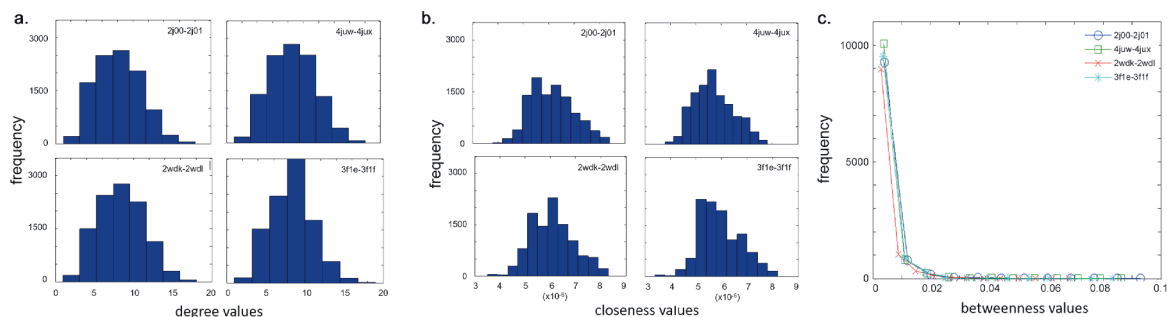 a.
2j00-2j01
4juw-4jux
3000
1500
0
frequency
2wdk-2wdl
3f1e-3f1f
3000
1500
0
0 5 10 15 20
0 5 10 15 20
degree values
b.
2j00-2j01
4juw-4jux
3000
1500
0
frequency
2wdk-2wdl
3f1e-3f1f
3000
1500
0
3 4 5 6 7 8 9
(x10-6)
3 4 5 6 7 8 9
(x10-6)
closeness values
c.
2j00-2j01
4juw-4jux
2wdk-2wdl
3f1e-3f1f
10000
5000
0
frequency
0 0.02 0.04 0.06 0.08 0.1
betweenness values